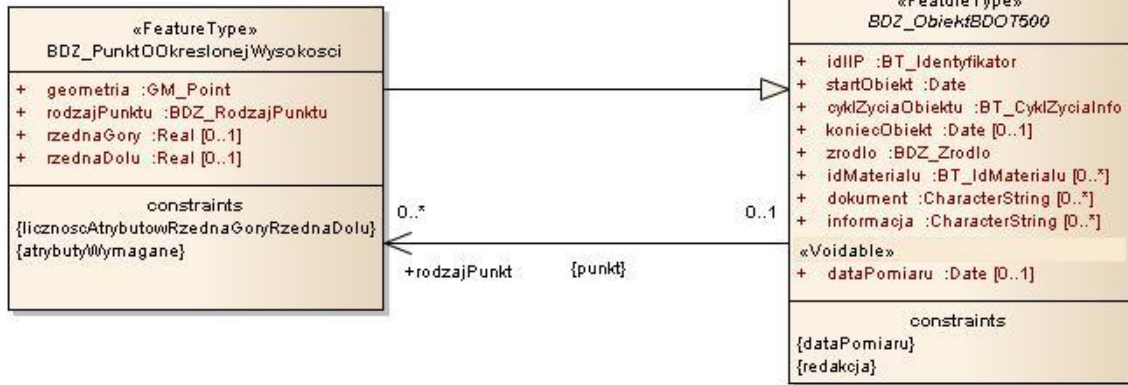 «FeatureType»
BDZ_PunktOOkreslonejWysokosci
+ geometria :GM_Point
+ rodzajPunktu :BDZ_RodzajPunktu
+ rzednaGory :Real [0..1]
+ rzednaDolu :Real [0..1]
constraints
{licznoscAtrybutowRzednaGoryRzednaDolu}
{atrybutyWymagane}
0..*
0..1
+rodzajPunkt
{punkt}
«FeatureType»
BDZ_ObiektBDOT500
+ idIIP :BT_Identyfikator
+ startObiekt :Date
+ cyklZyciaObiektu :BT_CyklZyciaInfo
+ koniecObiekt :Date [0..1]
+ zrodlo :BDZ_Zrodlo
+ idMaterialu :BT_IdMaterialu [0..*]
+ dokument :CharacterString [0..*]
+ informacja :CharacterString [0..*]
«Voidable»
+ dataPomiaru :Date [0..1]
constraints
{dataPomiaru}
{redakcja}